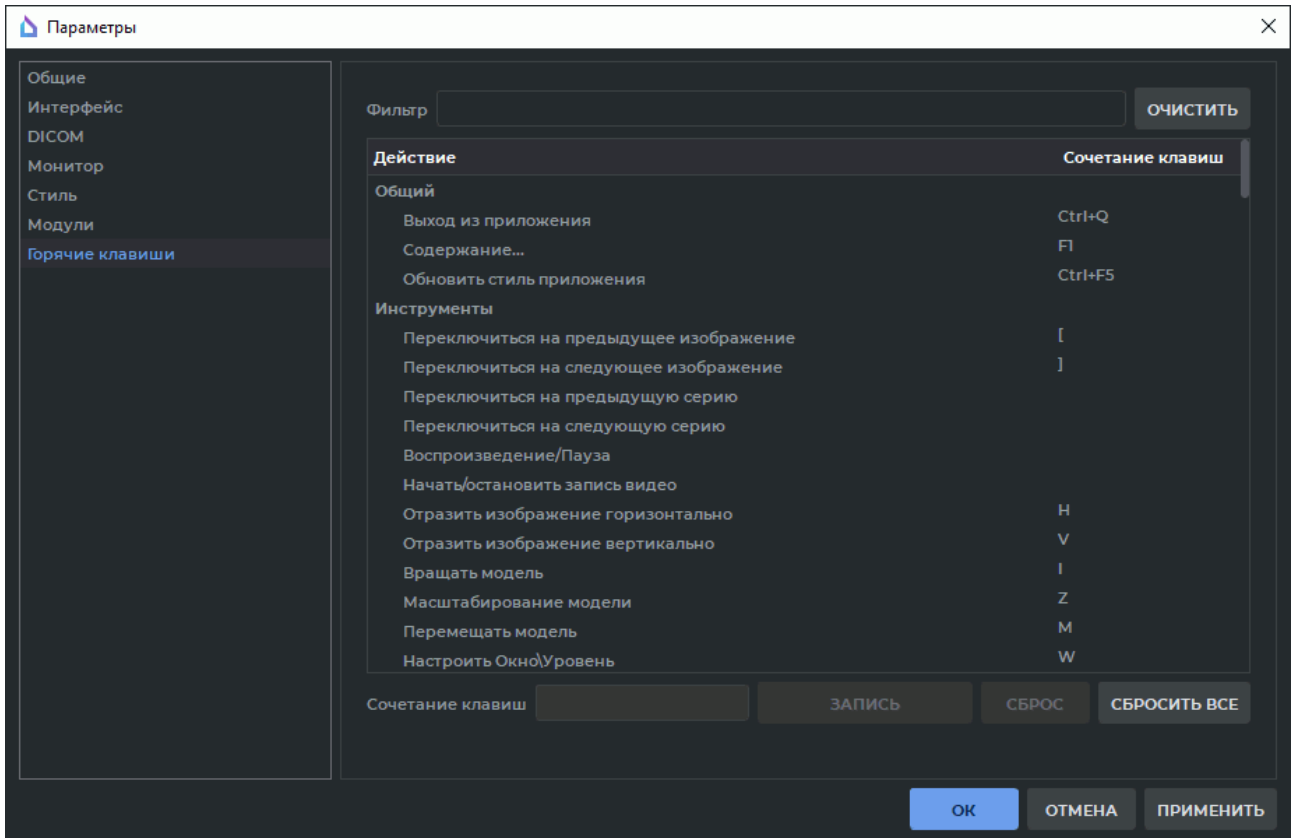 Параметры
Общие
Интерфейс
DICOM
Монитор
Стиль
Модули
Горячие клавиши
Фильтр ОЧИСТИТЬ
Действие Сочетание клавиш
Общий
Выход из приложения Ctrl+Q
Содержание... F1
Обновить стиль приложения Ctrl+F5
Инструменты
Переключиться на предыдущее изображение [
Переключиться на следующее изображение ]
Переключиться на предыдущую серию
Переключиться на следующую серию
Воспроизведение/Пауза
Начать/остановить запись видео
Отразить изображение горизонтально H
Отразить изображение вертикально V
Вращать модель I
Масштабирование модели Z
Перемещать модель M
Настроить Окно\Уровень W
Сочетание клавиш ЗАПИСЬ СБРОС СБРОСИТЬ ВСЕ
ОК ОТМЕНА ПРИМЕНИТЬ